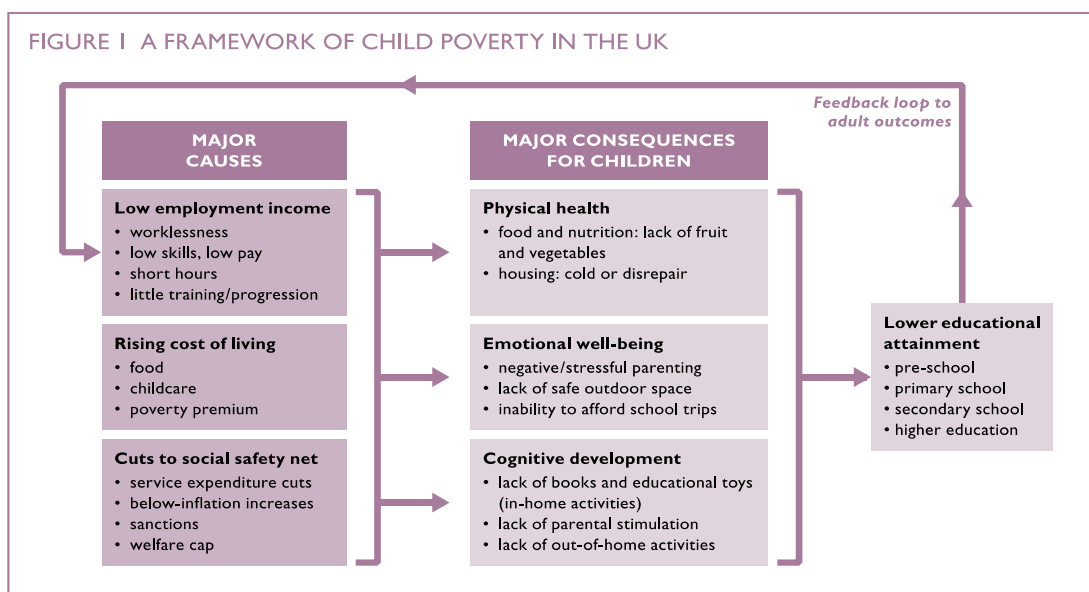 FIGURE 1 A FRAMEWORK OF CHILD POVERTY IN THE UK
Feedback loop to
adult outcomes
MAJOR
CAUSES
Low employment income
• worklessness
• low skills, low pay
• short hours
• little training/progression
Rising cost of living
• food
• childcare
• poverty premium
Cuts to social safety net
• service expenditure cuts
• below-inflation increases
• sanctions
• welfare cap
MAJOR CONSEQUENCES
FOR CHILDREN
Physical health
• food and nutrition: lack of fruit
and vegetables
• housing: cold or disrepair
Emotional well-being
• negative/stressful parenting
• lack of safe outdoor space
• inability to afford school trips
Cognitive development
• lack of books and educational toys
(in-home activities)
• lack of parental stimulation
• lack of out-of-home activities
Lower educational
attainment
• pre-school
• primary school
• secondary school
• higher education